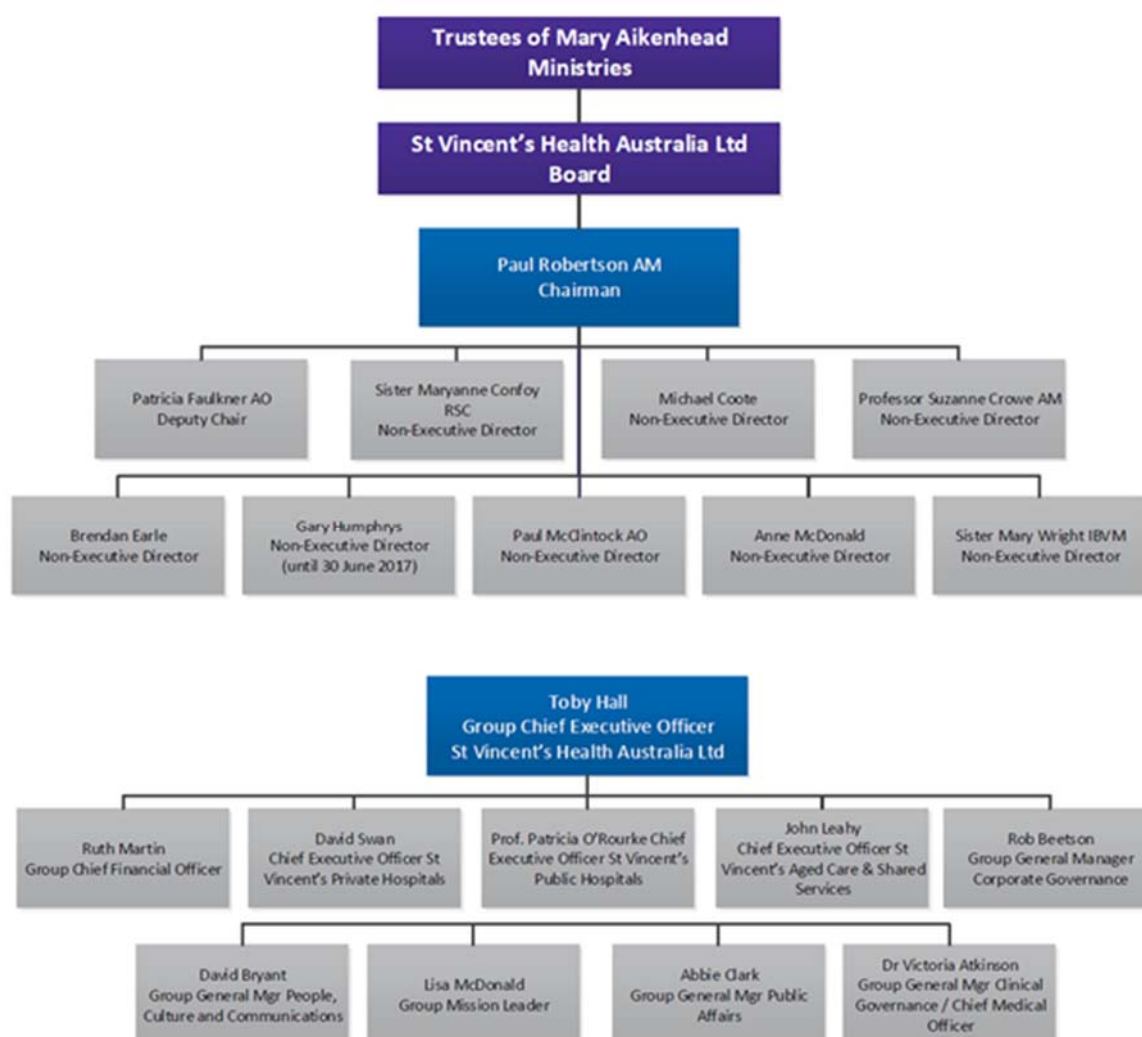 Trustees of Mary Aikenhead
Ministries
St Vincent's Health Australia Ltd
Board
Paul Robertson AM
Chairman
Patricia Faulkner AO
Deputy Chair
Sister Maryanne Confoy
RSC
Non-Executive Director
Michael Coote
Non-Executive Director
Professor Suzanne Crowe AM
Non-Executive Director
Brendan Earle
Non-Executive Director
Gary Humphrys
Non-Executive Director
(until 30 June 2017)
Paul McClintock AO
Non-Executive Director
Anne McDonald
Non-Executive Director
Sister Mary Wright IBVM
Non-Executive Director
Toby Hall
Group Chief Executive Officer
St Vincent's Health Australia Ltd
Ruth Martin
Group Chief Financial Officer
David Swan
Chief Executive Officer St
Vincent's Private Hospitals
Prof. Patricia O'Rourke Chief
Executive Officer St Vincent's
Public Hospitals
John Leahy
Chief Executive Officer St
Vincent's Aged Care & Shared
Services
Rob Beetson
Group General Manager
Corporate Governance
David Bryant
Group General Mgr People,
Culture and Communications
Lisa McDonald
Group Mission Leader
Abbie Clark
Group General Mgr Public
Affairs
Dr Victoria Atkinson
Group General Mgr Clinical
Governance / Chief Medical
Officer